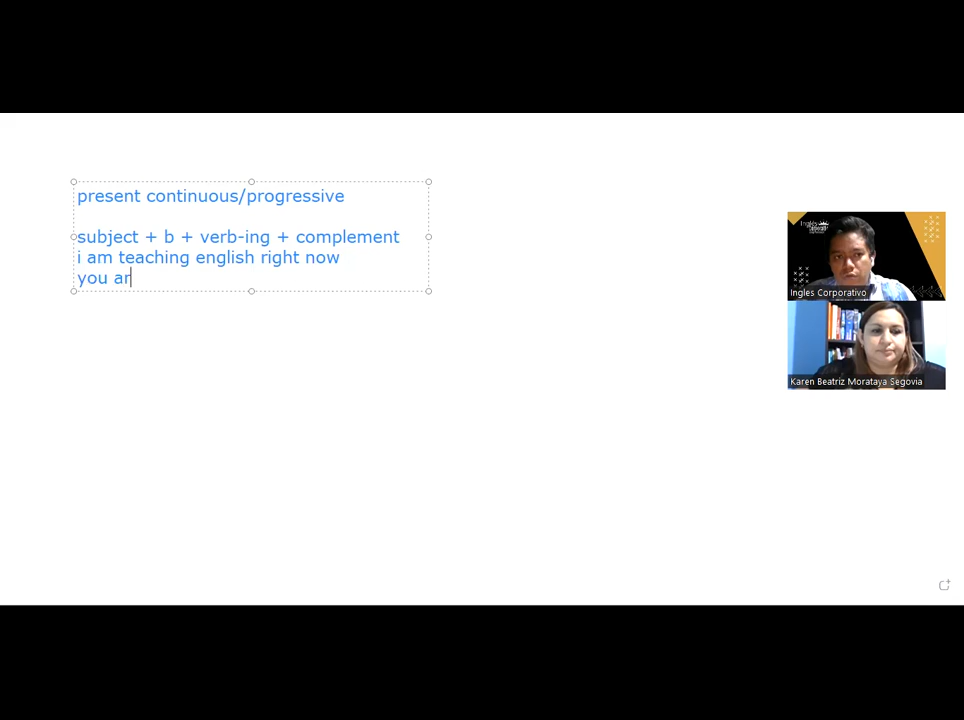 present continuous/progressive
subject + b + verb-ing + complement
i am teaching english right now
you ar
Ingles Corporativo
Karen Beatriz Morataya Segovia